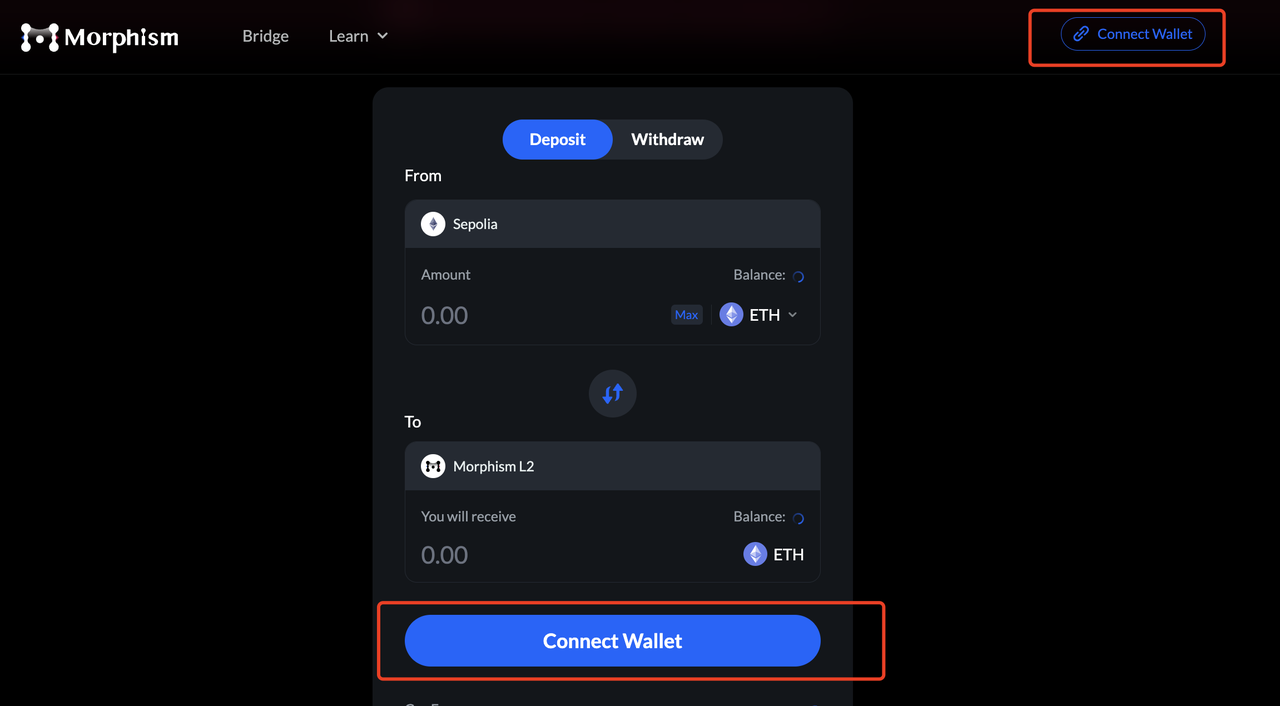 Morphism Bridge Learn Connect Wallet
Deposit Withdraw
From
Sepolia
Amount Balance:
0.00 Max ETH
To
Morphism L2
You will receive Balance:
0.00 ETH
Connect Wallet